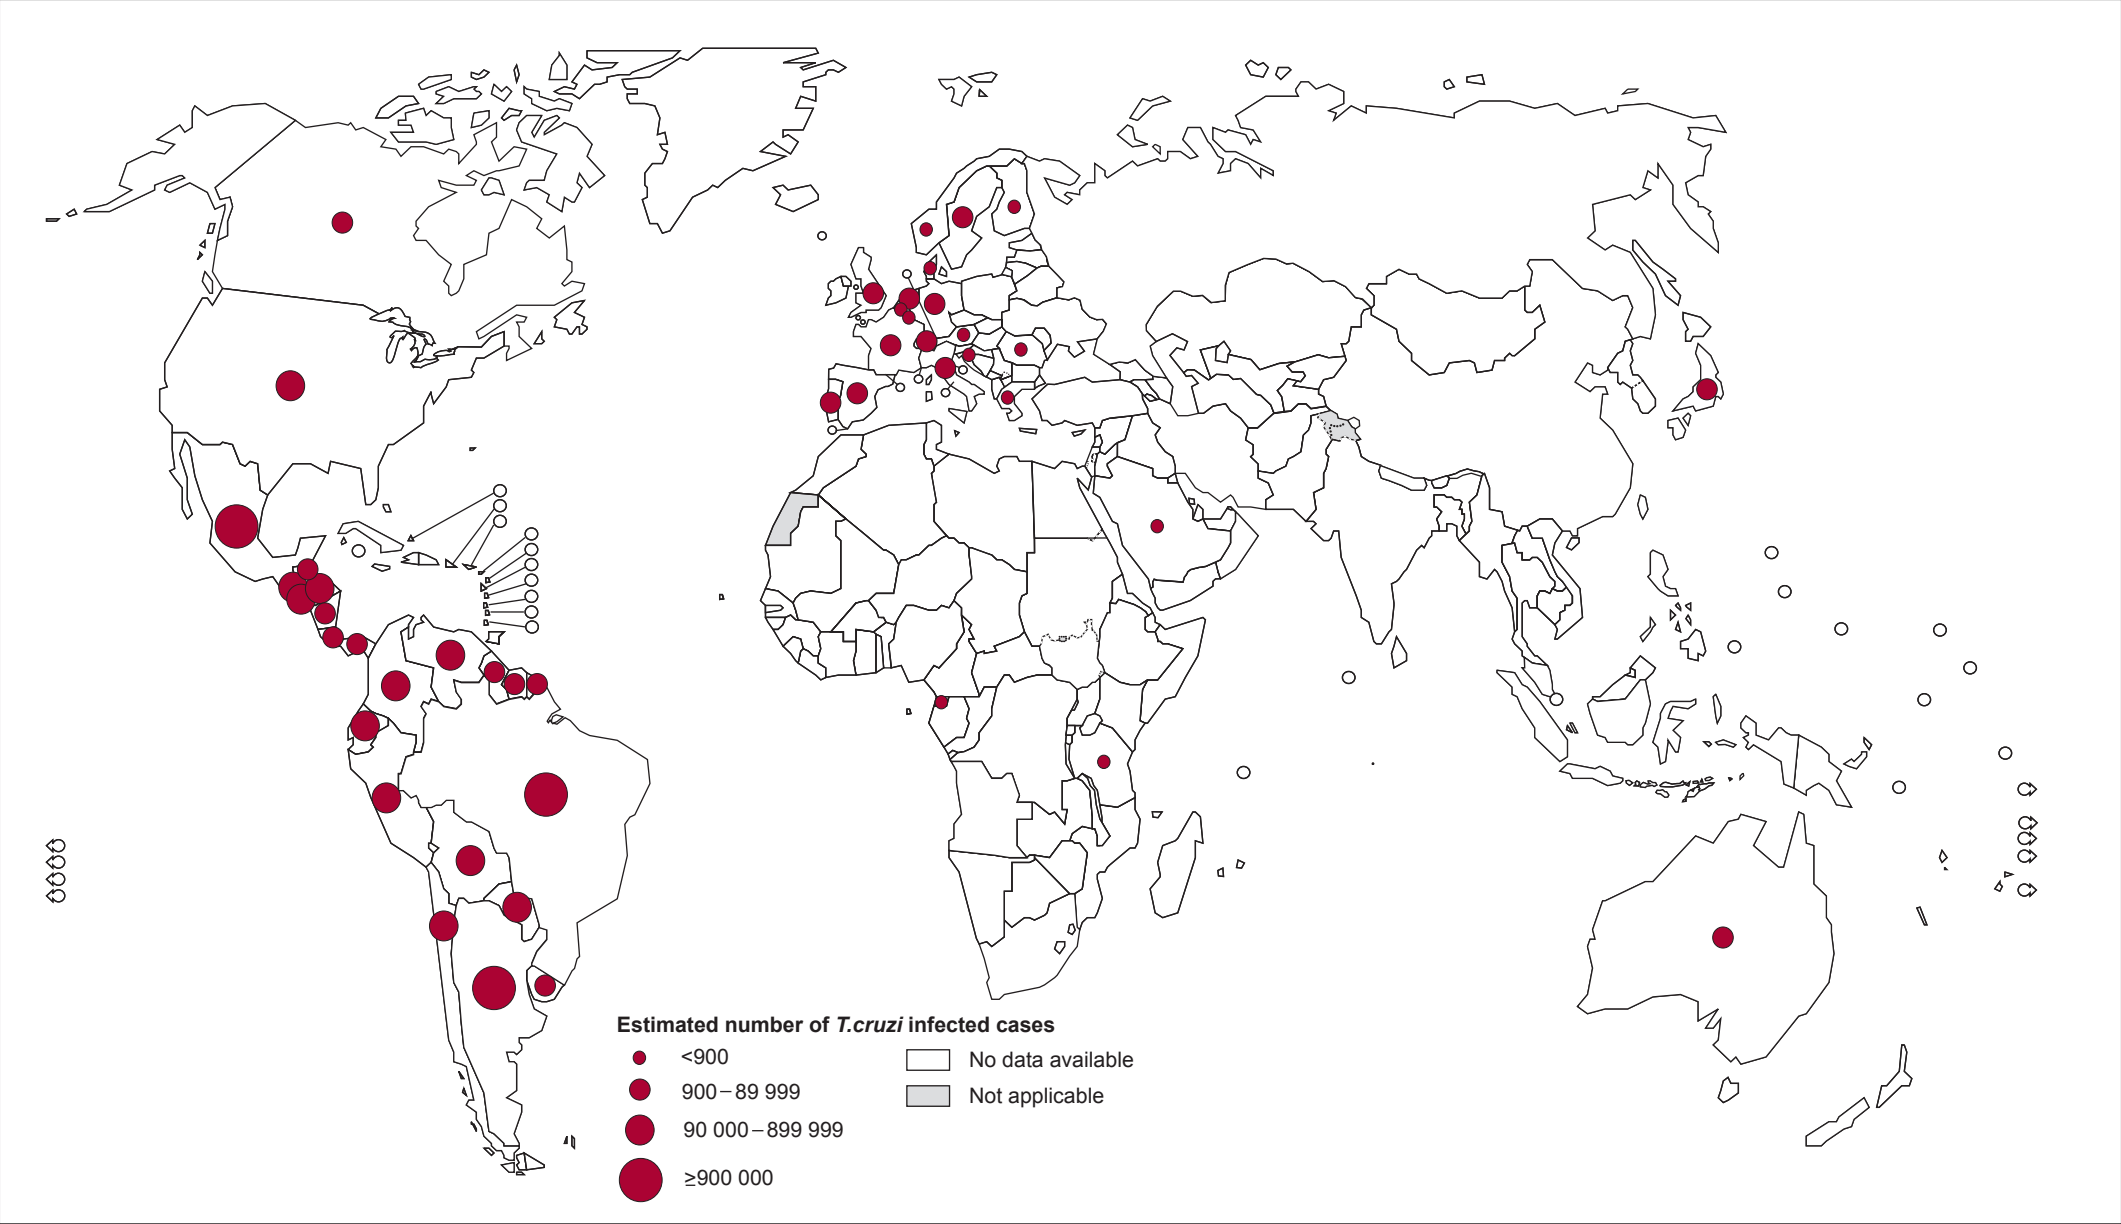 Estimated number of T.cruzi infected cases
<900
900–89 999
90 000–899 999
≥900 000
No data available
Not applicable